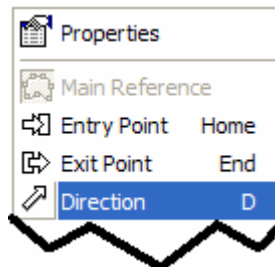 Properties
Main Reference
Entry Point Home
Exit Point End
Direction D